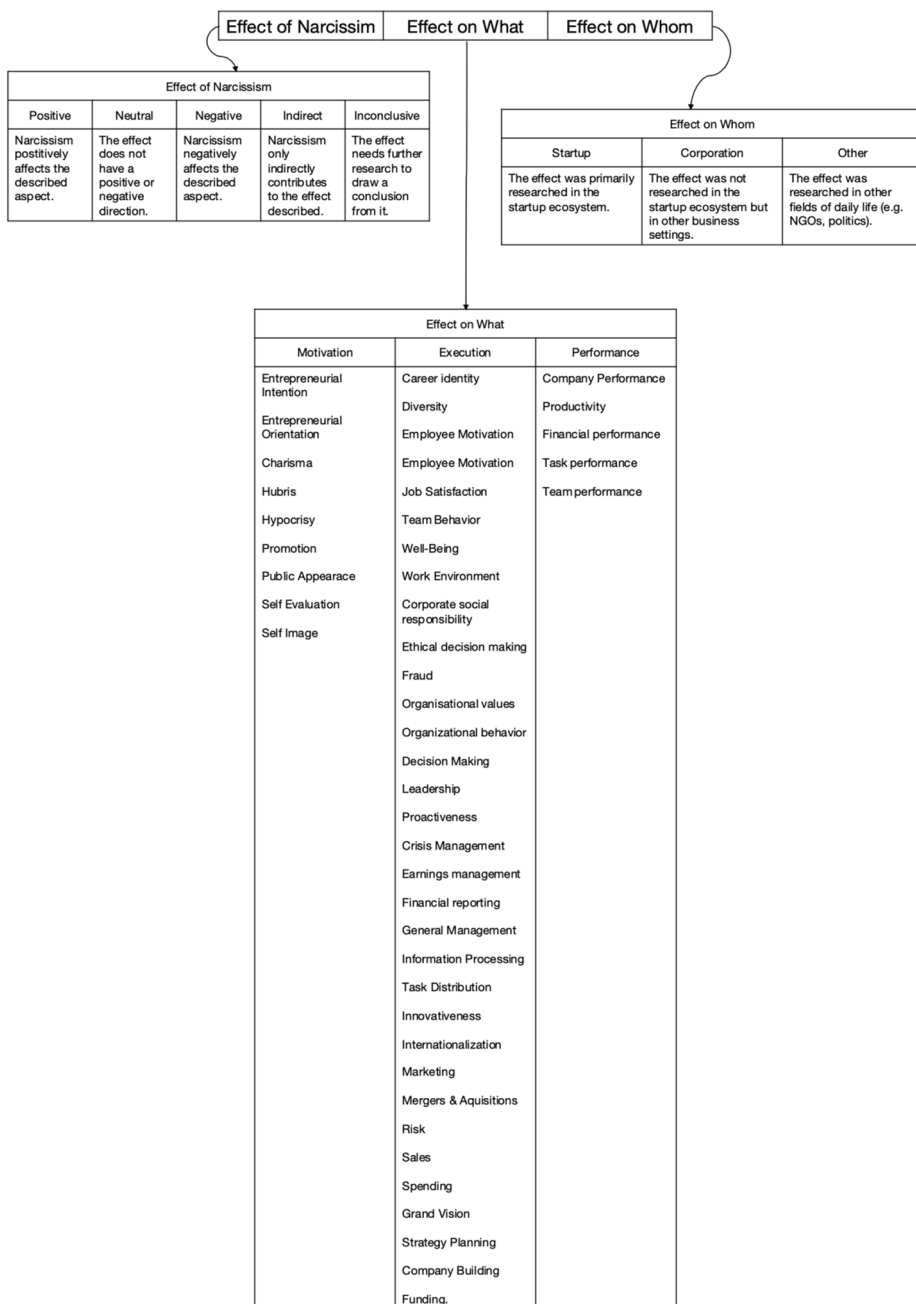 Effect of Narcissim
Effect on What
Effect on Whom
Effect of Narcissism
Positive
Neutral
Negative
Indirect
Inconclusive
Narcissism
postitively
affects the
described
aspect.
The effect
does not
have a
positive or
negative
direction.
Narcissism
negatively
affects the
described
aspect.
Narcissism
only
indirectly
contributes
to the effect
described.
The effect
needs further
research to
draw a
conclusion
from it.
Effect on Whom
Startup
Corporation
Other
The effect was primarily
researched in the
startup ecosystem.
The effect was not
researched in the
startup ecosystem but
in other business
settings.
The effect was
researched in other
fields of daily life (e.g.
NGOs, politics).
Effect on What
Motivation
Execution
Performance
Entrepreneurial
Intention
Entrepreneurial
Orientation
Charisma
Hubris
Hypocrisy
Promotion
Public Appearace
Self Evaluation
Self Image
Career identity
Diversity
Employee Motivation
Employee Motivation
Job Satisfaction
Team Behavior
Well-Being
Work Environment
Corporate social
responsibility
Ethical decision making
Fraud
Organisational values
Organizational behavior
Decision Making
Leadership
Proactiveness
Crisis Management
Earnings management
Financial reporting
General Management
Information Processing
Task Distribution
Innovativeness
Internationalization
Marketing
Mergers & Aquisitions
Risk
Sales
Spending
Grand Vision
Strategy Planning
Company Building
Funding.
Company Performance
Productivity
Financial performance
Task performance
Team performance